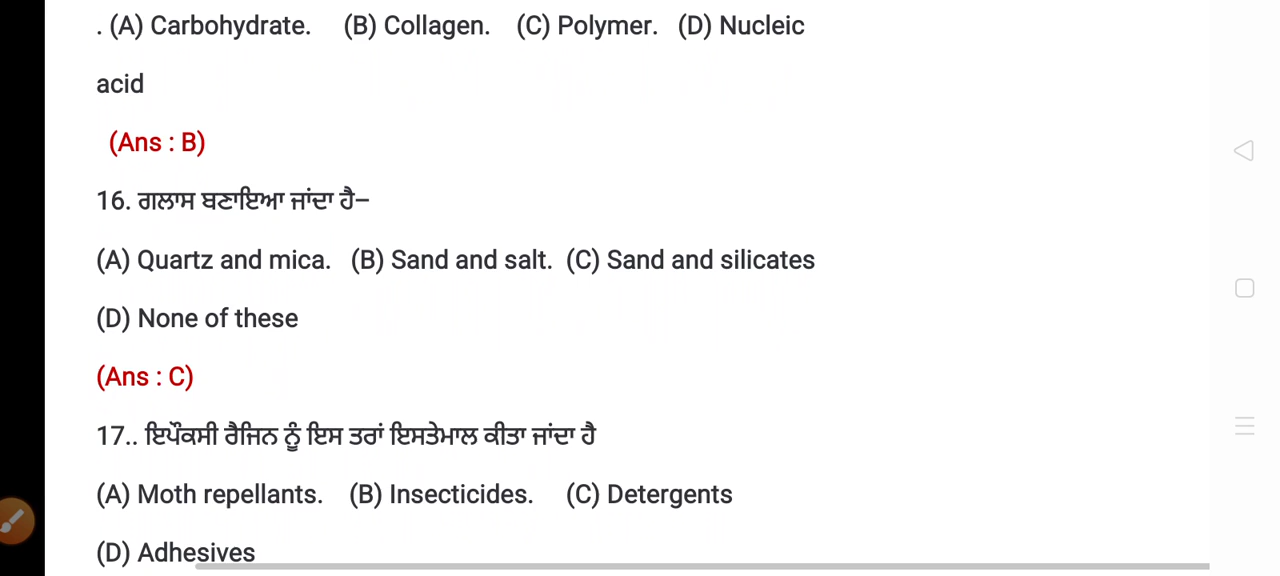 . (A) Carbohydrate. (B) Collagen. (C) Polymer. (D) Nucleic
acid
(Ans : B)
16. ਗਲਾਸ ਬਣਾਇਆ ਜਾਂਦਾ ਹੈ–
(A) Quartz and mica. (B) Sand and salt. (C) Sand and silicates
(D) None of these
(Ans : C)
17.. ਇਪੌਕਸੀ ਰੈਜਿਨ ਨੂੰ ਇਸ ਤਰਾਂ ਇਸਤੇਮਾਲ ਕੀਤਾ ਜਾਂਦਾ ਹੈ
(A) Moth repellants. (B) Insecticides. (C) Detergents
(D) Adhesives